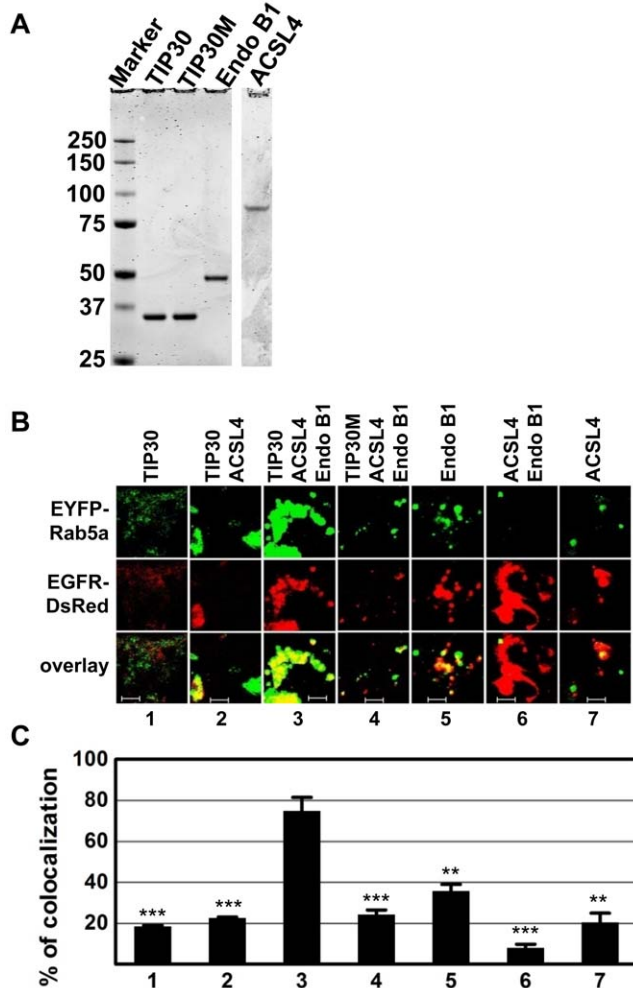 A
Marker
TIP30
TIP30M
Endo B1
ACSL4
250
150
100
75
50
37
25
B
TIP30
TIP30
ACSL4
TIP30
ACSL4
Endo B1
TIP30M
ACSL4
Endo B1
Endo B1
ACSL4
Endo B1
ACSL4
EYFP-
Rab5a
EGFR-
DsRed
overlay
1 2 3 4 5 6 7
C
% of colocalization
100
80
60
40
20
*** *** *** ** *** **
1 2 3 4 5 6 7